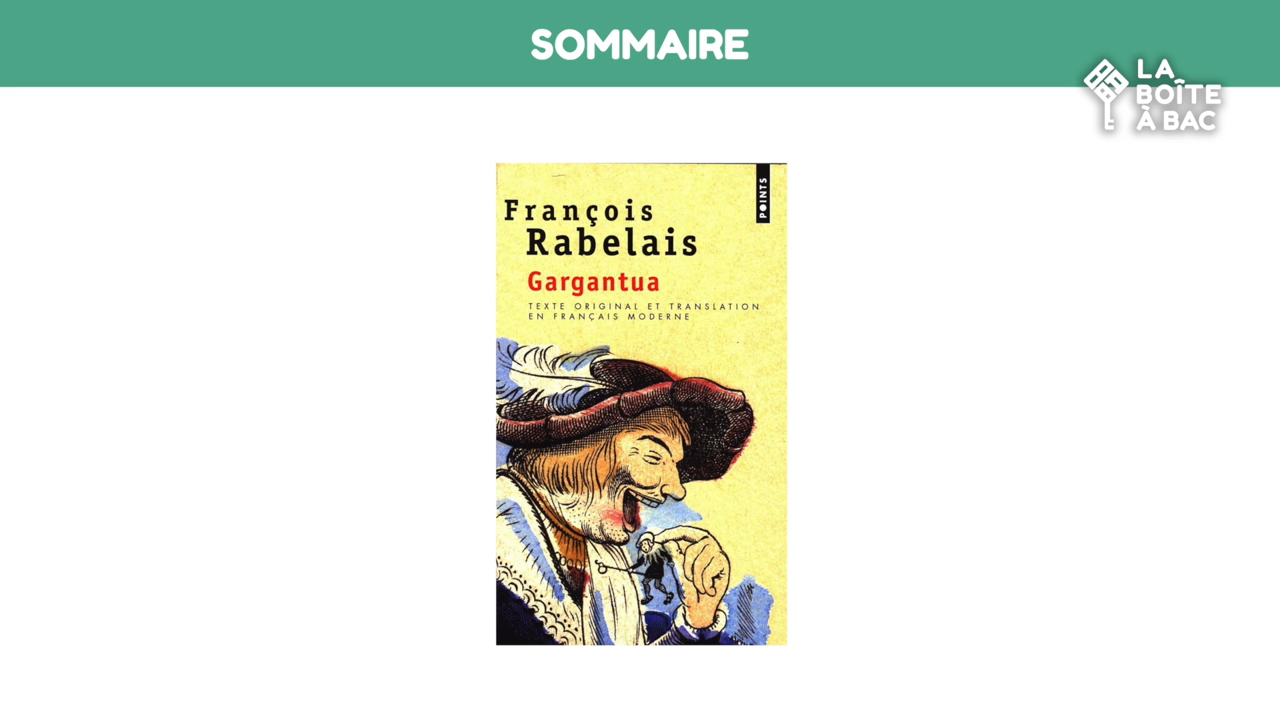 SOMMAIRE
LA
BOÎTE
À BAC
POINTS
François
Rabelais
Gargantua
TEXTE ORIGINAL ET TRANSLATION
EN FRANÇAIS MODERNE